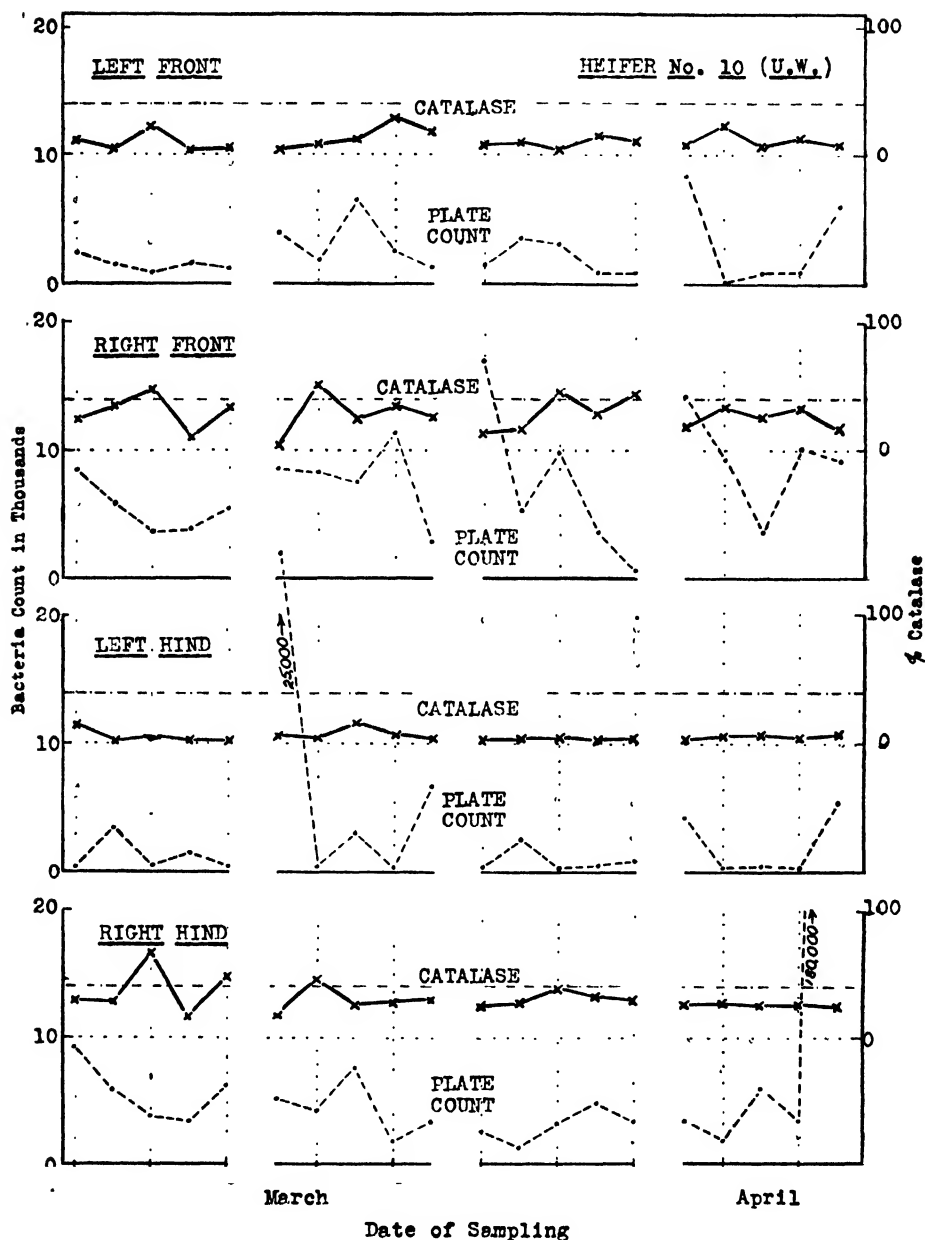 20 100
LEFT FRONT HEIFER No. 10 (U.W.)
CATALASE
10 0
PLATE
COUNT
0
20 100
RIGHT FRONT
CATALASE
10 0
PLATE
COUNT
0
20 100
LEFT HIND
25,000
CATALASE
10 0
PLATE
COUNT
0
20 100
RIGHT HIND
CATALASE
10 0
PLATE
COUNT
0
Bacteria Count in Thousands
% Catalase
March April
Date of Sampling